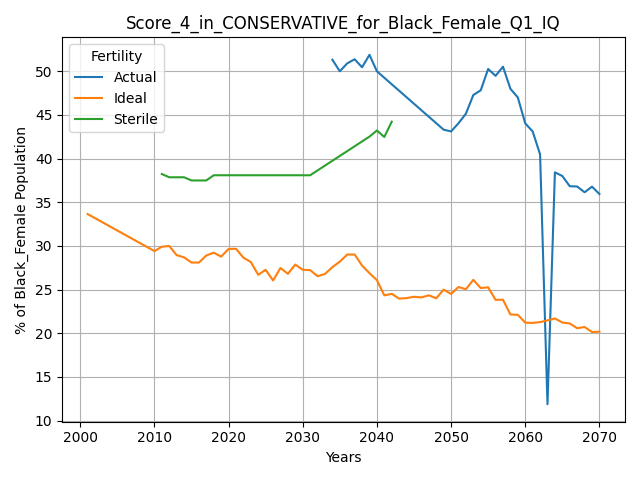 Score_4_in_CONSERVATIVE_for_Black_Female_Q1_IQ
Fertility
Actual
Ideal
Sterile
% of Black_Female Population
50
45
40
35
30
25
20
15
10
2000 2010 2020 2030 2040 2050 2060 2070
Years